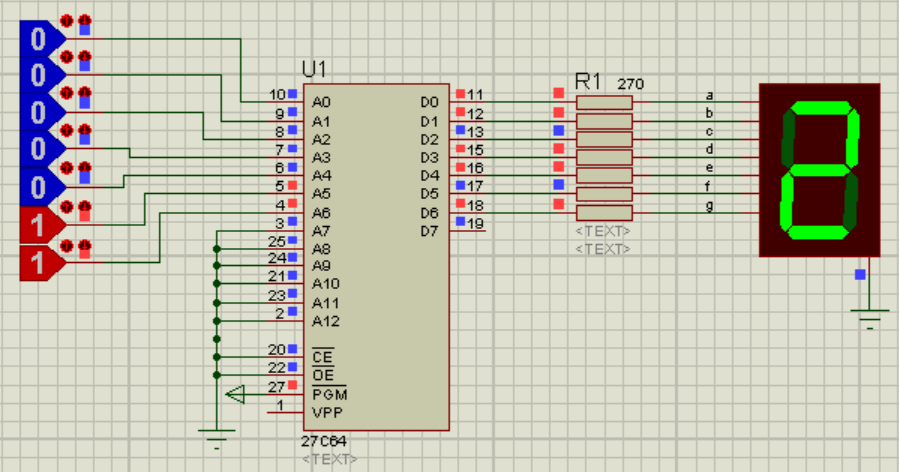 0
0
0
0
0
1
1
U1
10 A0 D0 11
9 A1 D1 12
8 A2 D2 13
7 A3 D3 15
6 A4 D4 16
5 A5 D5 17
4 A6 D6 18
3 A7 D7 19
25 A8
24 A9
21 A10
23 A11
2 A12
20 CE
22 OE
27 PGM
1 VPP
27C64
<TEXT>
R1 270
a
b
c
d
e
f
g
<TEXT>
<TEXT>
2